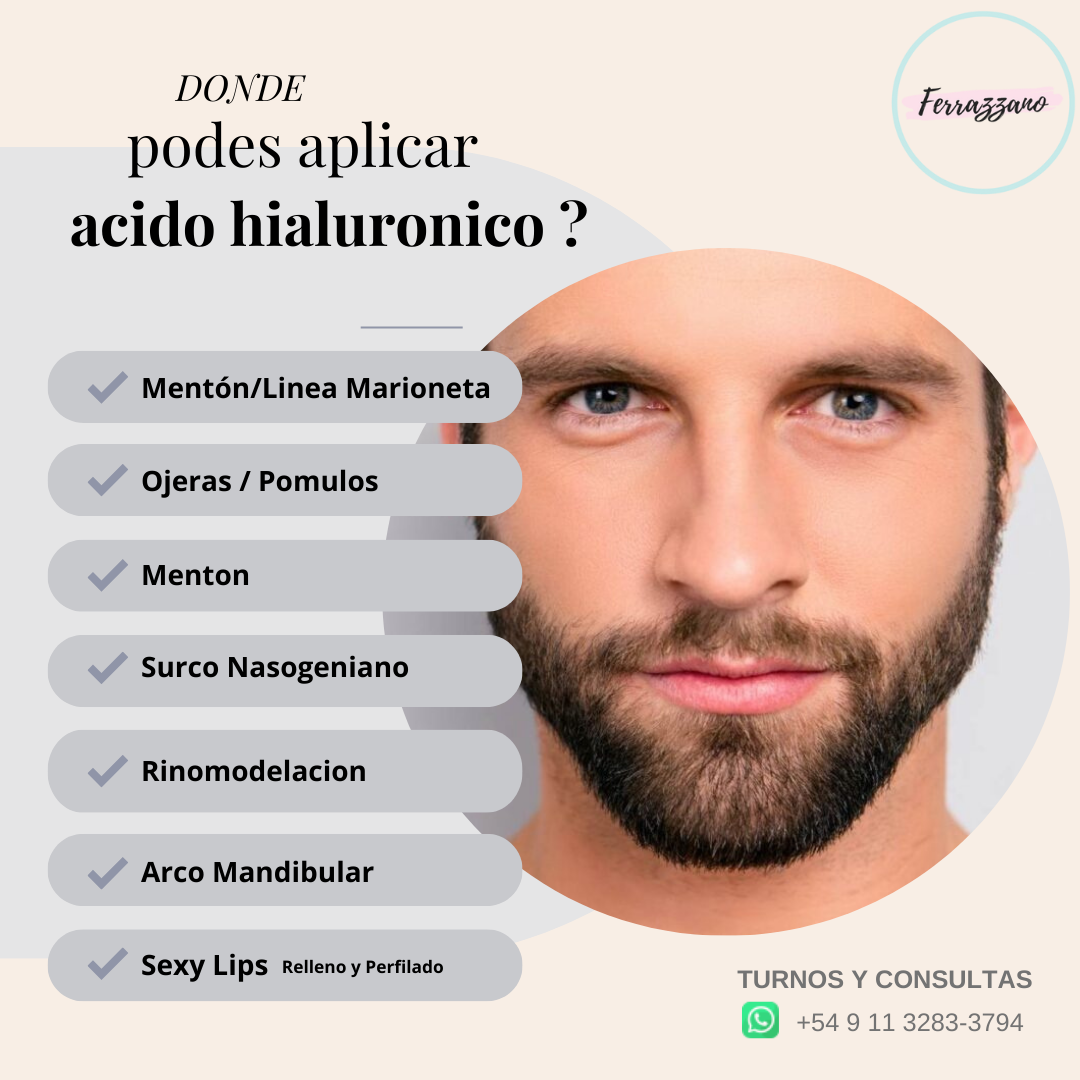 DONDE
podes aplicar
acido hialuronico ?
Ferrazzano
Mentón/Linea Marioneta
Ojeras / Pomulos
Menton
Surco Nasogeniano
Rinomodelacion
Arco Mandibular
Sexy Lips Relleno y Perfilado
TURNOS Y CONSULTAS
+54 9 11 3283-3794